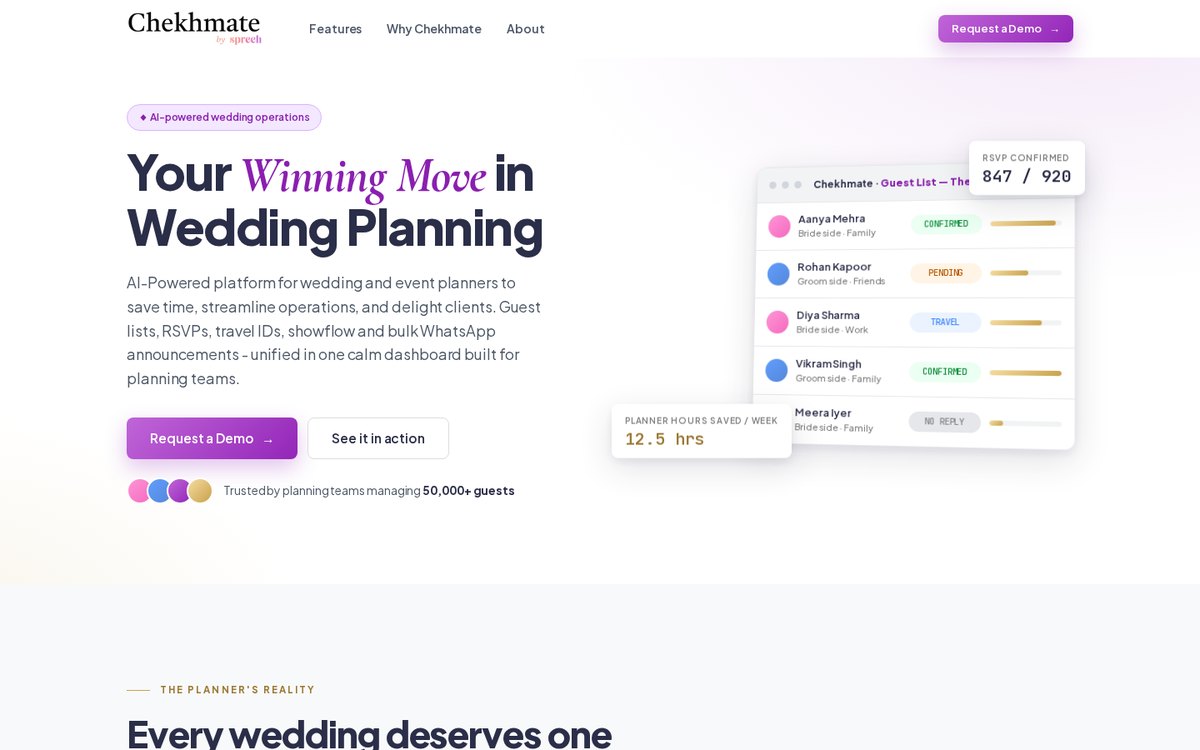 Chekhmate
by spreeh
Features
Why Chekhmate
About
Request a Demo →
AI-powered wedding operations
Your Winning Move in
Wedding Planning
AI-Powered platform for wedding and event planners to
save time, streamline operations, and delight clients. Guest
lists, RSVPs, travel IDs, showflow and bulk WhatsApp
announcements - unified in one calm dashboard built for
planning teams.
Request a Demo →
See it in action
Trusted by planning teams managing 50,000+ guests
RSVP CONFIRMED
847 / 920
Chekhmate · Guest List — The
Aanya Mehra
Bride side · Family
CONFIRMED
Rohan Kapoor
Groom side · Friends
PENDING
Diya Sharma
Bride side · Work
TRAVEL
Vikram Singh
Groom side · Family
CONFIRMED
Meera Iyer
Bride side · Family
NO REPLY
PLANNER HOURS SAVED / WEEK
12.5 hrs
THE PLANNER'S REALITY
Every wedding deserves one